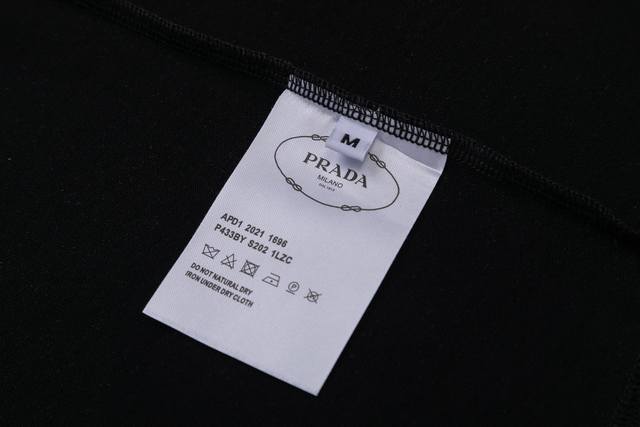 M
PRADA
MILANO
APD1 2021 1696
P433BY S202 1LZC
DO NOT NATURAL DRY
IRON UNDER DRY CLOTH